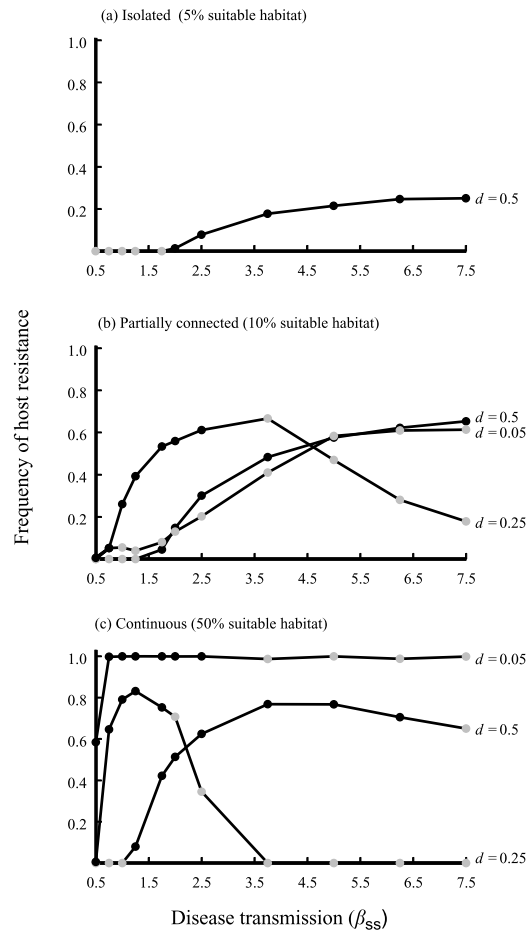 (a) Isolated (5% suitable habitat)
1.0
0.8
0.6
0.4
0.2
d = 0.5
0.5 1.5 2.5 3.5 4.5 5.5 6.5 7.5
Frequency of host resistance
(b) Partially connected (10% suitable habitat)
1.0
0.8
0.6
0.4
0.2
d = 0.5
d = 0.05
d = 0.25
0.5 1.5 2.5 3.5 4.5 5.5 6.5 7.5
(c) Continuous (50% suitable habitat)
1.0
0.8
0.6
0.4
0.2
d = 0.05
d = 0.5
d = 0.25
0.5 1.5 2.5 3.5 4.5 5.5 6.5 7.5
Disease transmission (βss)